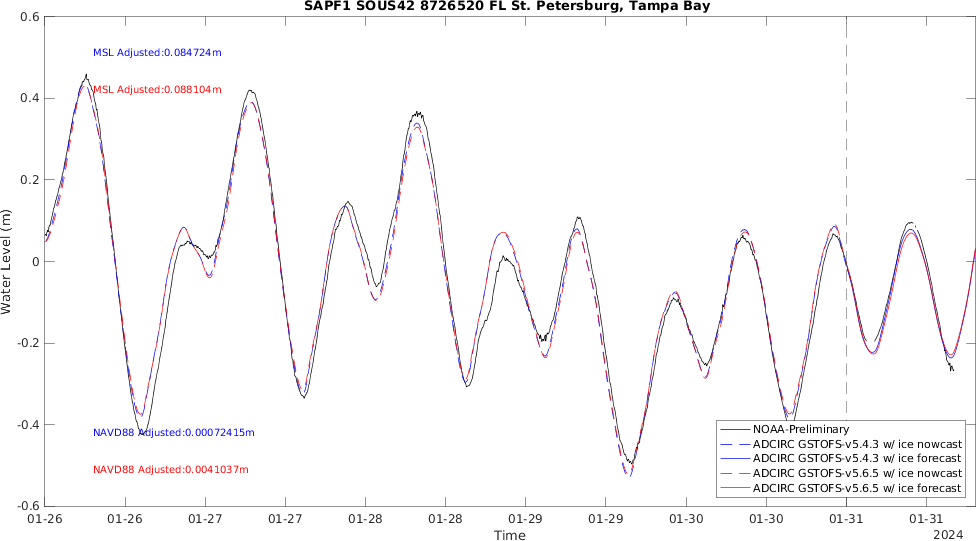 SAPF1 SOUS42 8726520 FL St. Petersburg, Tampa Bay
0.6
MSL Adjusted:0.084724m
MSL Adjusted:0.088104m
0.4
0.2
0
-0.2
-0.4
-0.6
Water Level (m)
NAVD88 Adjusted:0.00072415m
NAVD88 Adjusted:0.0041037m
NOAA-Preliminary
ADCIRC GSTOFS-v5.4.3 w/ ice nowcast
ADCIRC GSTOFS-v5.4.3 w/ ice forecast
ADCIRC GSTOFS-v5.6.5 w/ ice nowcast
ADCIRC GSTOFS-v5.6.5 w/ ice forecast
01-26 01-26 01-27 01-27 01-28 01-28 01-29 01-29 01-30 01-30 01-31 01-31
2024
Time